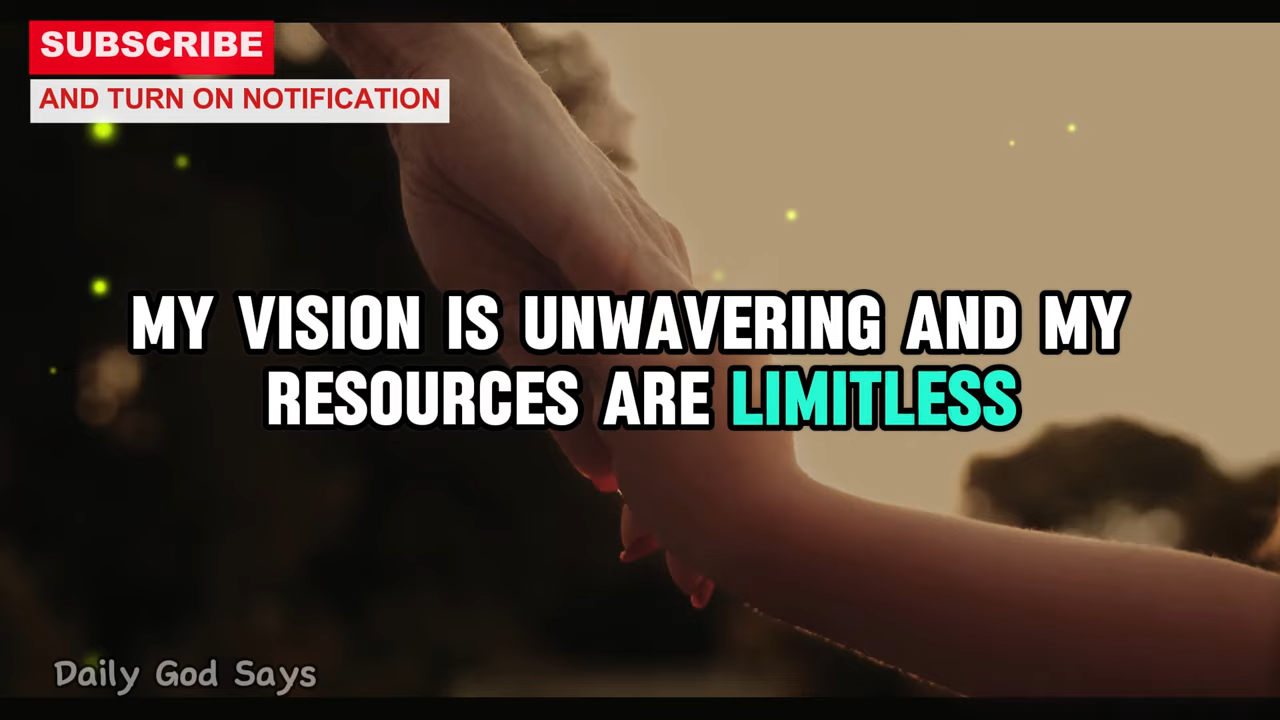 SUBSCRIBE
AND TURN ON NOTIFICATION
MY VISION IS UNWAVERING AND MY
RESOURCES ARE LIMITLESS
Daily God Says